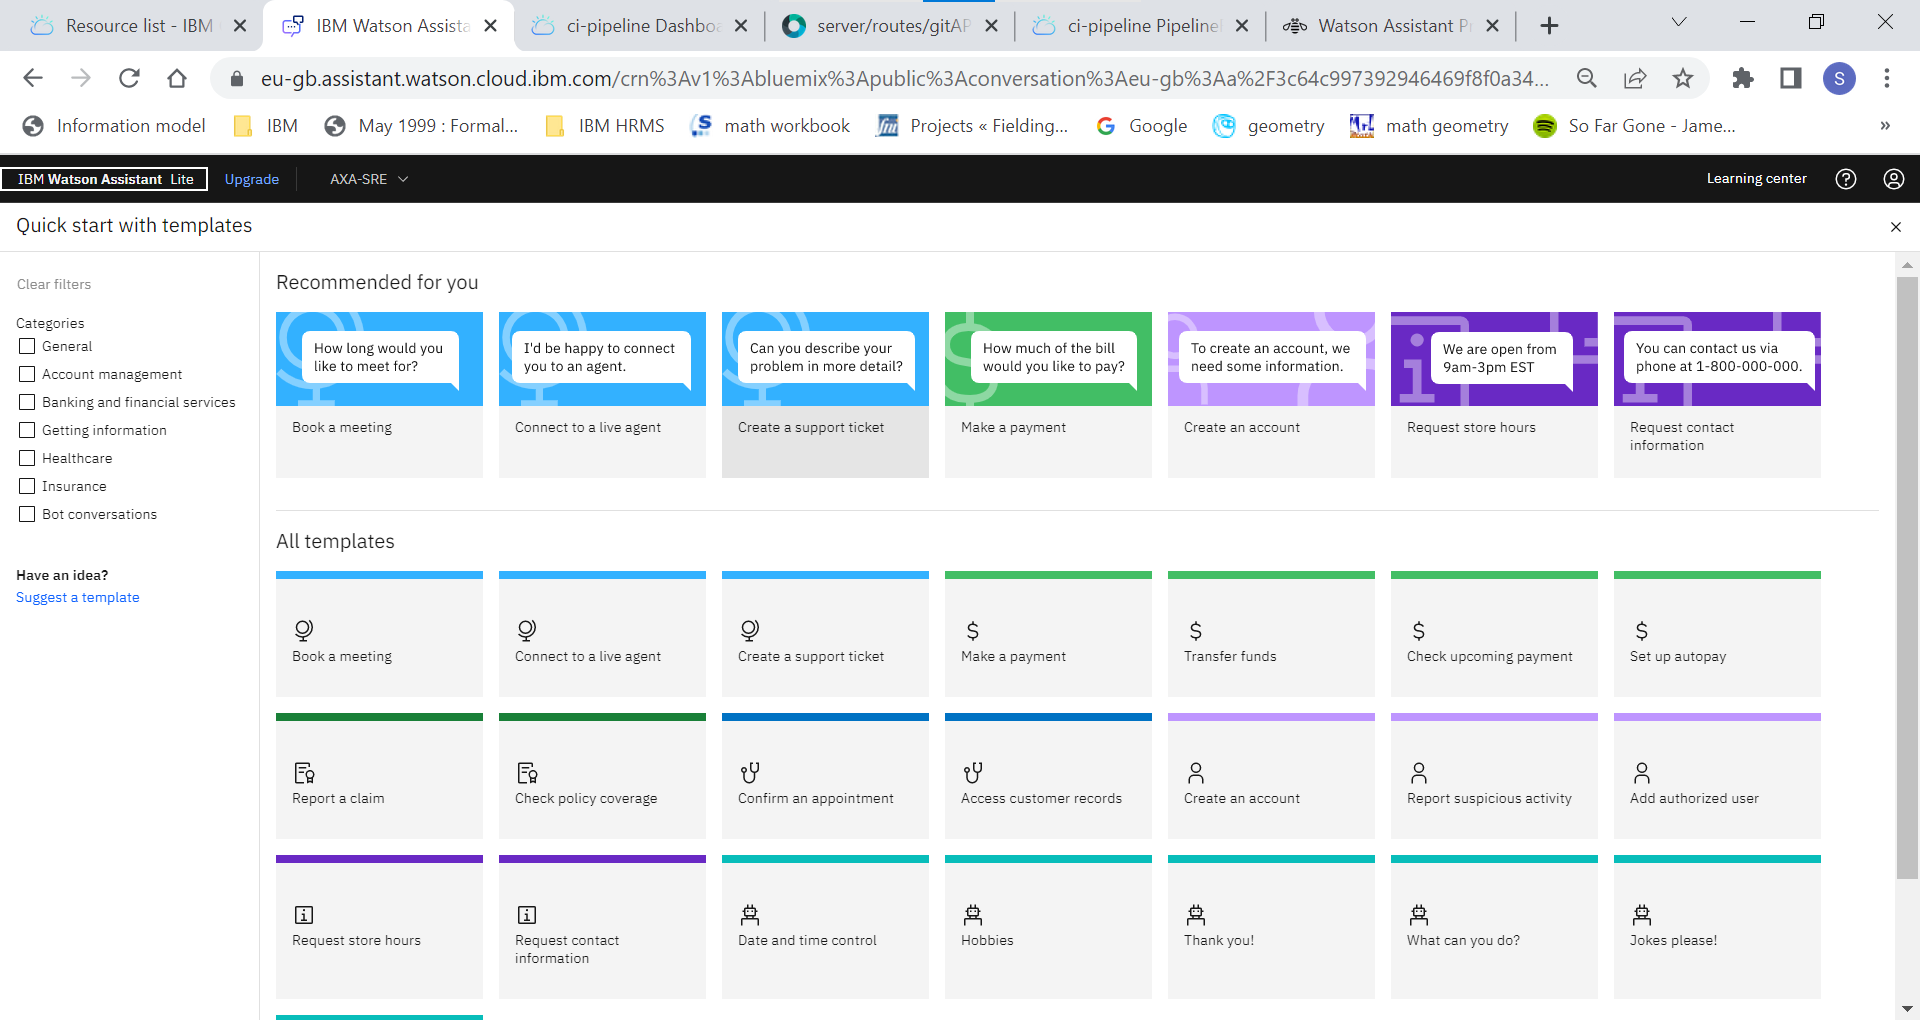 Resource list - IBM
IBM Watson Assista
ci-pipeline Dashboa
server/routes/gitAP
ci-pipeline Pipeline
Watson Assistant P
eu-gb.assistant.watson.cloud.ibm.com/crn%3Av1%3Abluemix%3Apublic%3Aconversation%3Aeu-gb%3Aa%2F3c64c997392946469f8f0a34...
S
Information model
IBM
May 1999 : Formal...
IBM HRMS
math workbook
Projects « Fielding...
Google
geometry
math geometry
So Far Gone - Jame...
»
IBM Watson Assistant Lite
Upgrade
AXA-SRE
Learning center
Quick start with templates
Clear filters
Categories
General
Account management
Banking and financial services
Getting information
Healthcare
Insurance
Bot conversations
Have an idea?
Suggest a template
Recommended for you
How long would you
like to meet for?
Book a meeting
I'd be happy to connect
you to an agent.
Connect to a live agent
Can you describe your
problem in more detail?
Create a support ticket
How much of the bill
would you like to pay?
Make a payment
To create an account, we
need some information.
Create an account
We are open from
9am-3pm EST
Request store hours
You can contact us via
phone at 1-800-000-000.
Request contact
information
All templates
Book a meeting
Connect to a live agent
Create a support ticket
$
Make a payment
$
Transfer funds
$
Check upcoming payment
$
Set up autopay
Report a claim
Check policy coverage
Confirm an appointment
Access customer records
Create an account
Report suspicious activity
Add authorized user
Request store hours
Request contact
information
Date and time control
Hobbies
Thank you!
What can you do?
Jokes please!